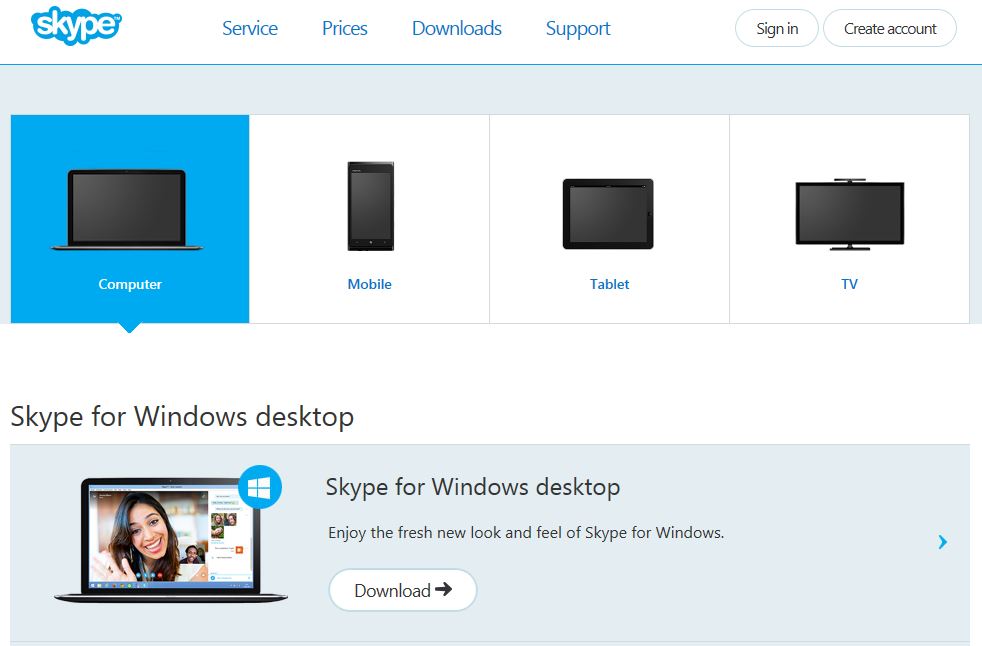 skype™
Service
Prices
Downloads
Support
Sign in
Create account
Computer
Mobile
Tablet
TV
Skype for Windows desktop
Skype for Windows desktop
Enjoy the fresh new look and feel of Skype for Windows.
Download